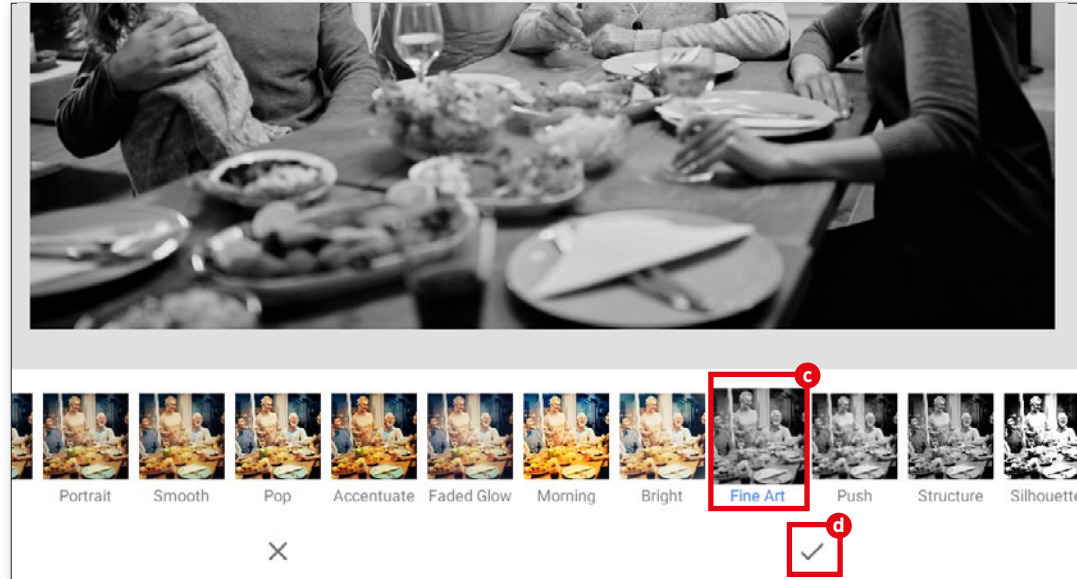 c
Portrait Smooth Pop Accentuate Faded Glow Morning Bright Fine Art Push Structure Silhouette
d